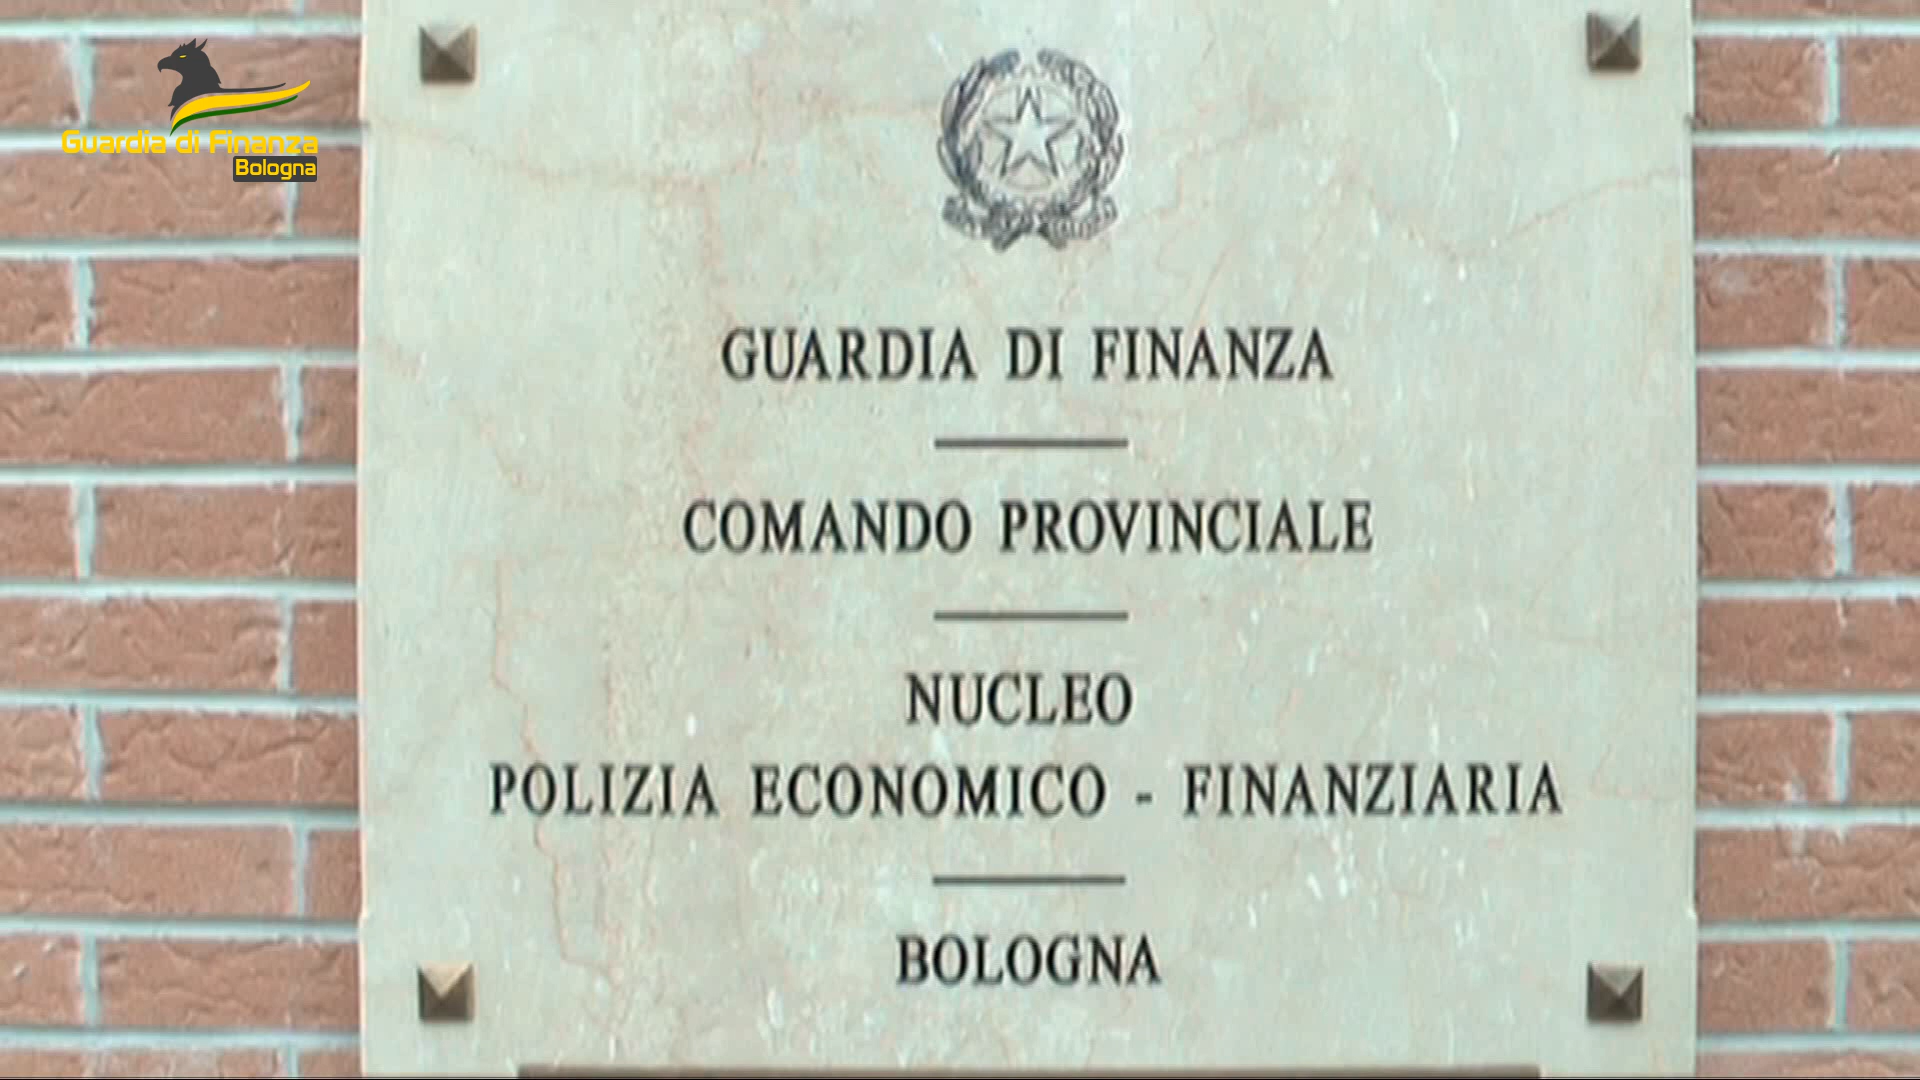 Guardia di Finanza
Bologna
GUARDIA DI FINANZA
COMANDO PROVINCIALE
NUCLEO
POLIZIA ECONOMICO - FINANZIARIA
BOLOGNA